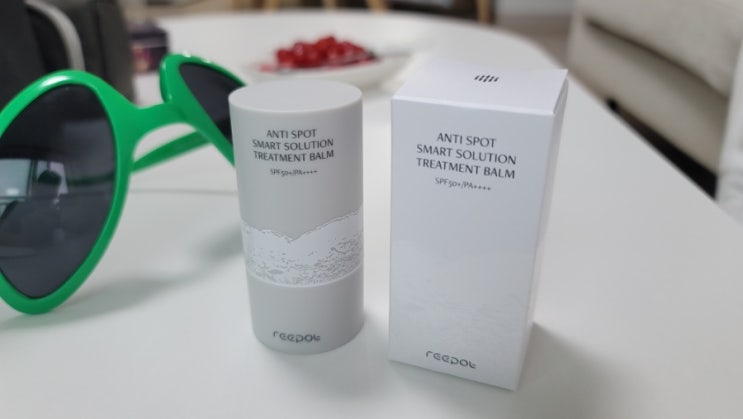 ANTI SPOT
SMART SOLUTION
TREATMENT BALM
SPF50+/PA++++
reepot
ANTI SPOT
SMART SOLUTION
TREATMENT BALM
SPF50+/PA++++
reepot